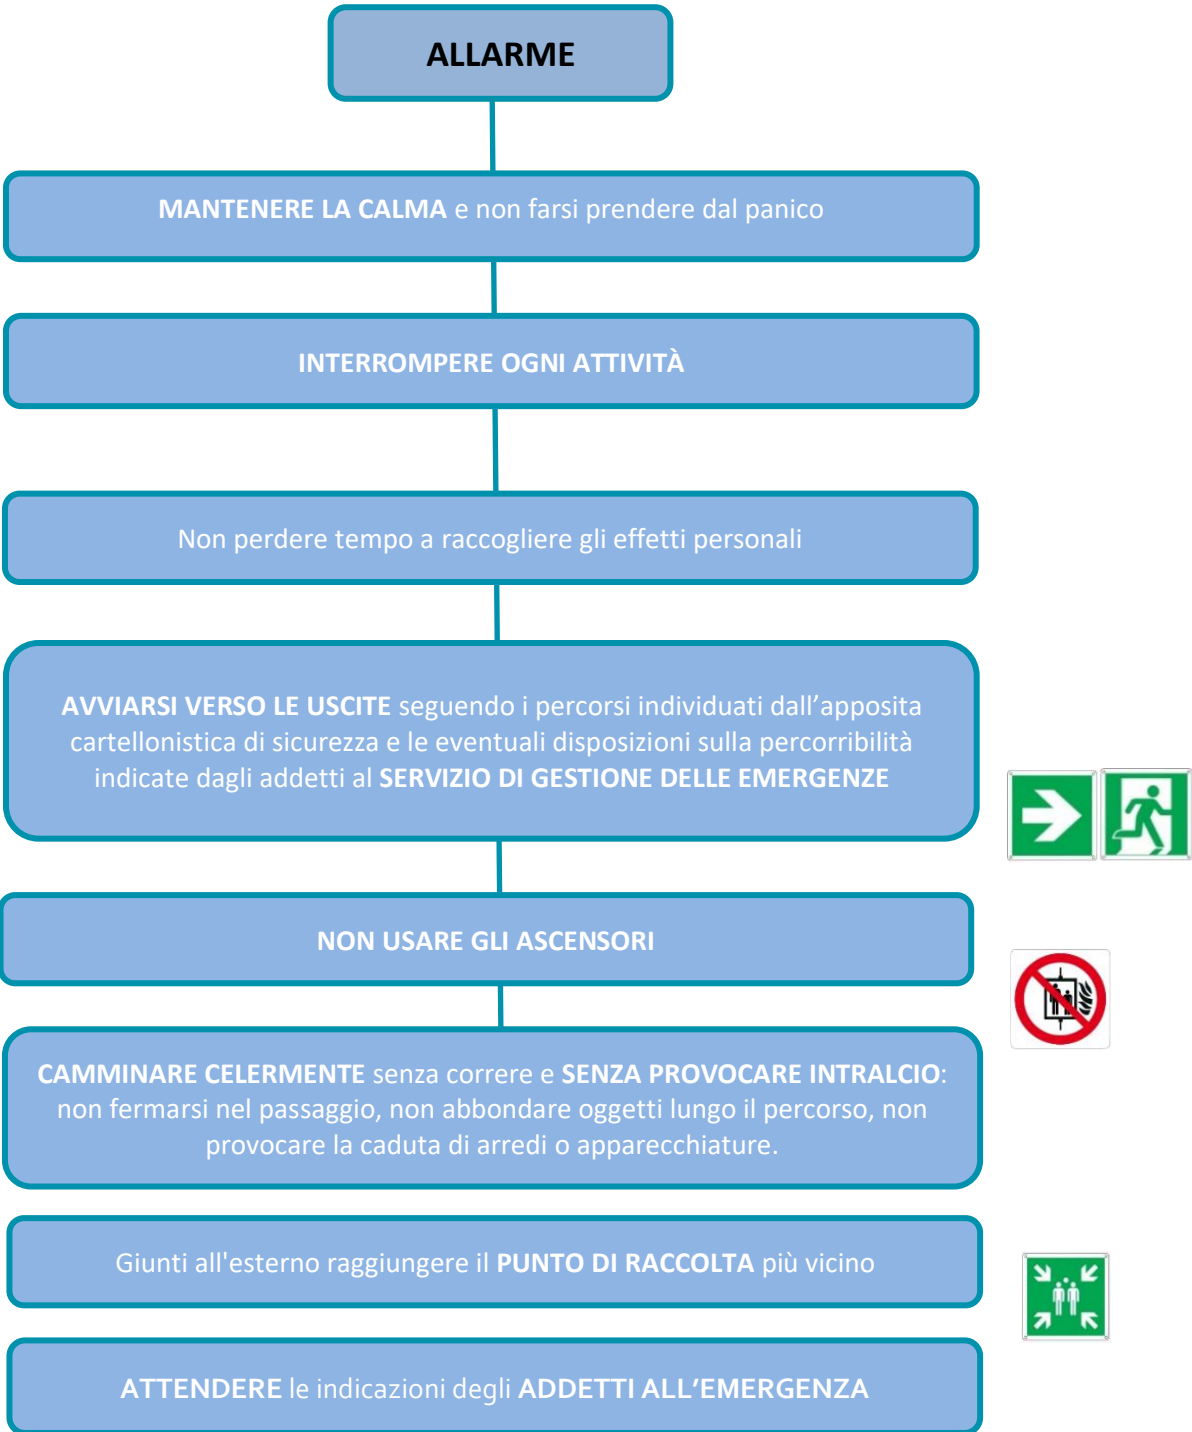 ALLARME
MANTENERE LA CALMA e non farsi prendere dal panico
INTERROMPERE OGNI ATTIVITÀ
Non perdere tempo a raccogliere gli effetti personali
AVVIARSI VERSO LE USCITE seguendo i percorsi individuati dall’apposita
cartellonistica di sicurezza e le eventuali disposizioni sulla percorribilità
indicate dagli addetti al SERVIZIO DI GESTIONE DELLE EMERGENZE
NON USARE GLI ASCENSORI
CAMMINARE CELERMENTE senza correre e SENZA PROVOCARE INTRALCIO:
non fermarsi nel passaggio, non abbondare oggetti lungo il percorso, non
provocare la caduta di arredi o apparecchiature.
Giunti all'esterno raggiungere il PUNTO DI RACCOLTA più vicino
ATTENDERE le indicazioni degli ADDETTI ALL’EMERGENZA